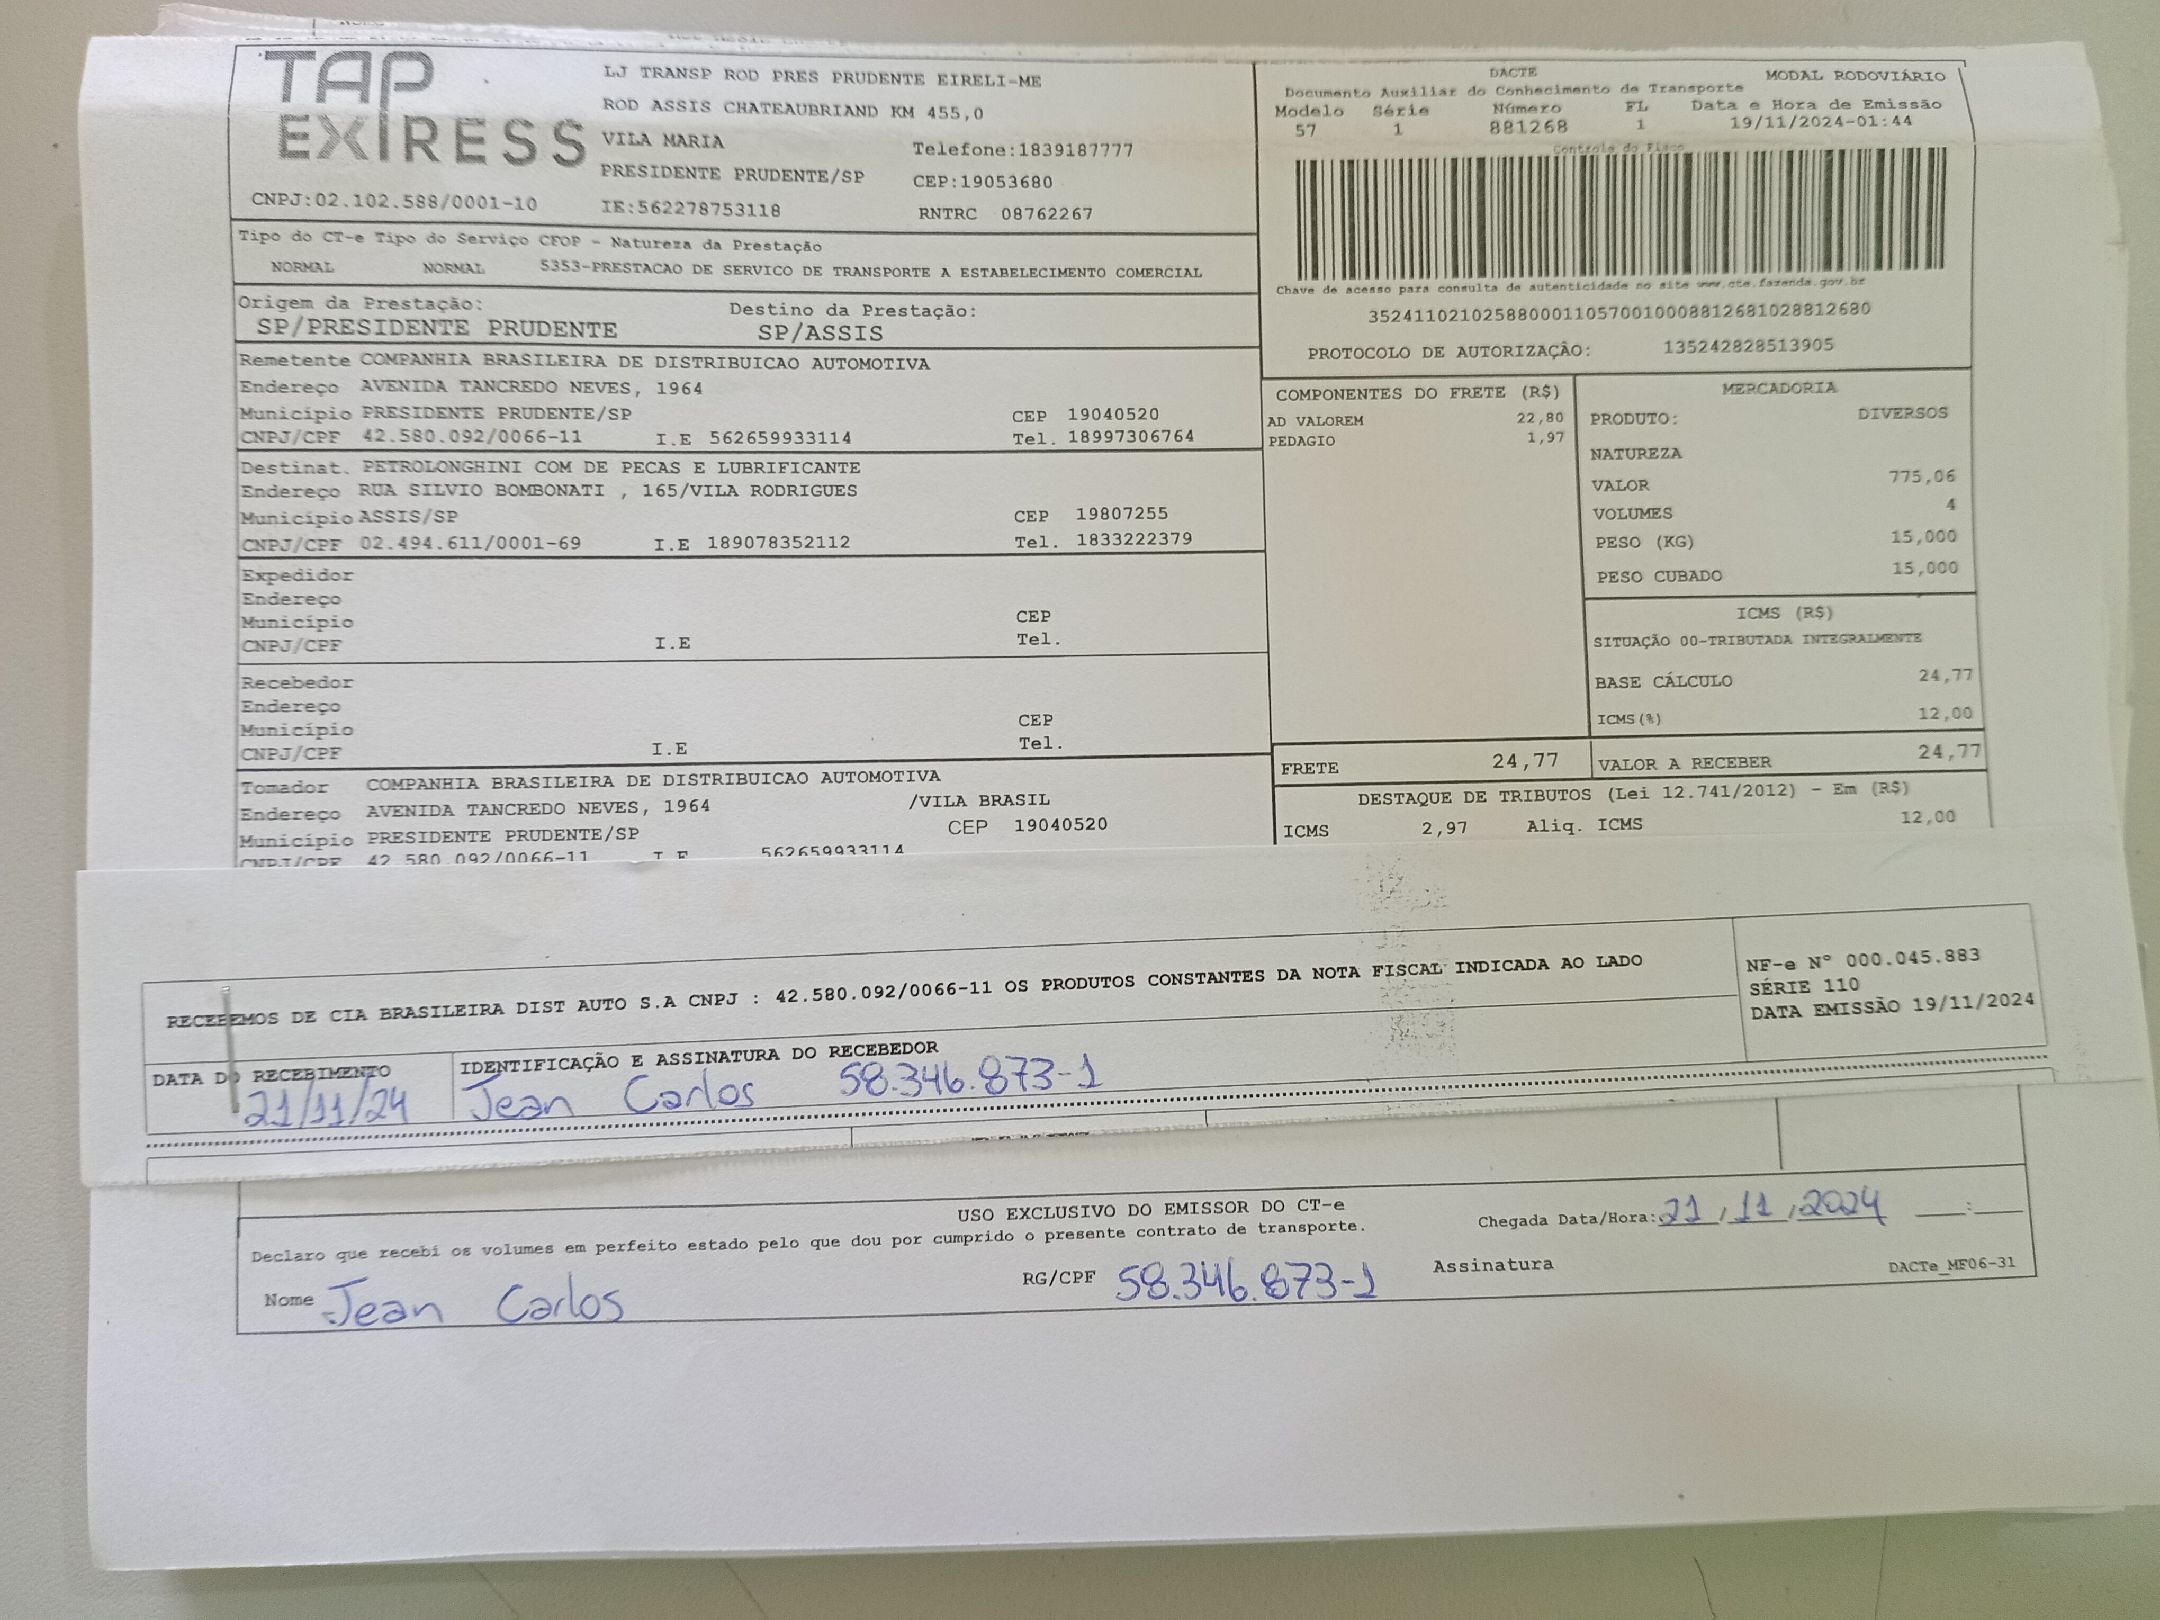 TAP
EXPRESS
LJ TRANSP ROD PRES PRUDENTE EIRELI-ME
ROD ASSIS CHATEAUBRIAND KM 455,0
VILA MARIA Telefone:1839187777
PRESIDENTE PRUDENTE/SP CEP:19053680
CNPJ:02.102.588/0001-10 IE:562278753118 RNTRC 08762267
DACTE MODAL RODOVIÁRIO
Documento Auxiliar do Conhecimento de Transporte
Modelo Série Número FL Data e Hora de Emissão
57 1 881268 1 19/11/2024-01:44
Controle do Fisco
Chave de acesso para consulta de autenticidade no site www.cte.fazenda.gov.br
35241102102588000110570010008812681028812680
PROTOCOLO DE AUTORIZAÇÃO: 135242828513905
Tipo do CT-e Tipo do Serviço CFOP - Natureza da Prestação
NORMAL NORMAL 5353-PRESTACAO DE SERVICO DE TRANSPORTE A ESTABELECIMENTO COMERCIAL
Origem da Prestação: Destino da Prestação:
SP/PRESIDENTE PRUDENTE SP/ASSIS
Remetente COMPANHIA BRASILEIRA DE DISTRIBUICAO AUTOMOTIVA
Endereço AVENIDA TANCREDO NEVES, 1964
Município PRESIDENTE PRUDENTE/SP CEP 19040520
CNPJ/CPF 42.580.092/0066-11 I.E 562659933114 Tel. 18997306764
Destinat. PETROLONGHINI COM DE PECAS E LUBRIFICANTE
Endereço RUA SILVIO BOMBONATI , 165/VILA RODRIGUES
Município ASSIS/SP CEP 19807255
CNPJ/CPF 02.494.611/0001-69 I.E 189078352112 Tel. 1833222379
Expedidor
Endereço
Município CEP
CNPJ/CPF I.E Tel.
Recebedor
Endereço
Município CEP
CNPJ/CPF I.E Tel.
Tomador COMPANHIA BRASILEIRA DE DISTRIBUICAO AUTOMOTIVA
Endereço AVENIDA TANCREDO NEVES, 1964 /VILA BRASIL
Município PRESIDENTE PRUDENTE/SP CEP 19040520
CNPJ/CPF 42.580.092/0066-11 I.E 562659933114
COMPONENTES DO FRETE (R$)
AD VALOREM 22,80
PEDAGIO 1,97
MERCADORIA
PRODUTO: DIVERSOS
NATUREZA
VALOR 775,06
VOLUMES 4
PESO (KG) 15,000
PESO CUBADO 15,000
ICMS (R$)
SITUAÇÃO 00-TRIBUTADA INTEGRALMENTE
BASE CÁLCULO 24,77
ICMS(%) 12,00
FRETE 24,77 VALOR A RECEBER 24,77
DESTAQUE DE TRIBUTOS (Lei 12.741/2012) - Em (R$)
ICMS 2,97 Aliq. ICMS 12,00
RECEBEMOS DE CIA BRASILEIRA DIST AUTO S.A CNPJ : 42.580.092/0066-11 OS PRODUTOS CONSTANTES DA NOTA FISCAL INDICADA AO LADO
NF-e N° 000.045.883
SÉRIE 110
DATA EMISSÃO 19/11/2024
DATA DO RECEBIMENTO IDENTIFICAÇÃO E ASSINATURA DO RECEBEDOR
21/11/24 Jean Carlos 58.346.873-1
USO EXCLUSIVO DO EMISSOR DO CT-e
Declaro que recebi os volumes em perfeito estado pelo que dou por cumprido o presente contrato de transporte.
Chegada Data/Hora: 21/11/2024 :
Nome Jean Carlos RG/CPF 58.346.873-1 Assinatura
DACTe_MF06-31